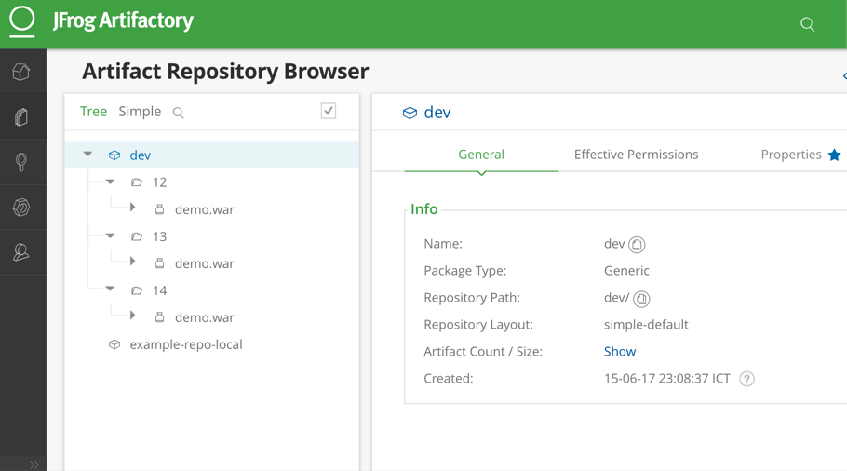 JFrog Artifactory
Artifact Repository Browser
Tree Simple
dev
12
demo.war
13
demo.war
14
demo.war
example-repo-local
dev
General Effective Permissions Properties
Info
Name: dev
Package Type: Generic
Repository Path: dev/
Repository Layout: simple-default
Artifact Count / Size: Show
Created: 15-06-17 23:08:37 ICT ?